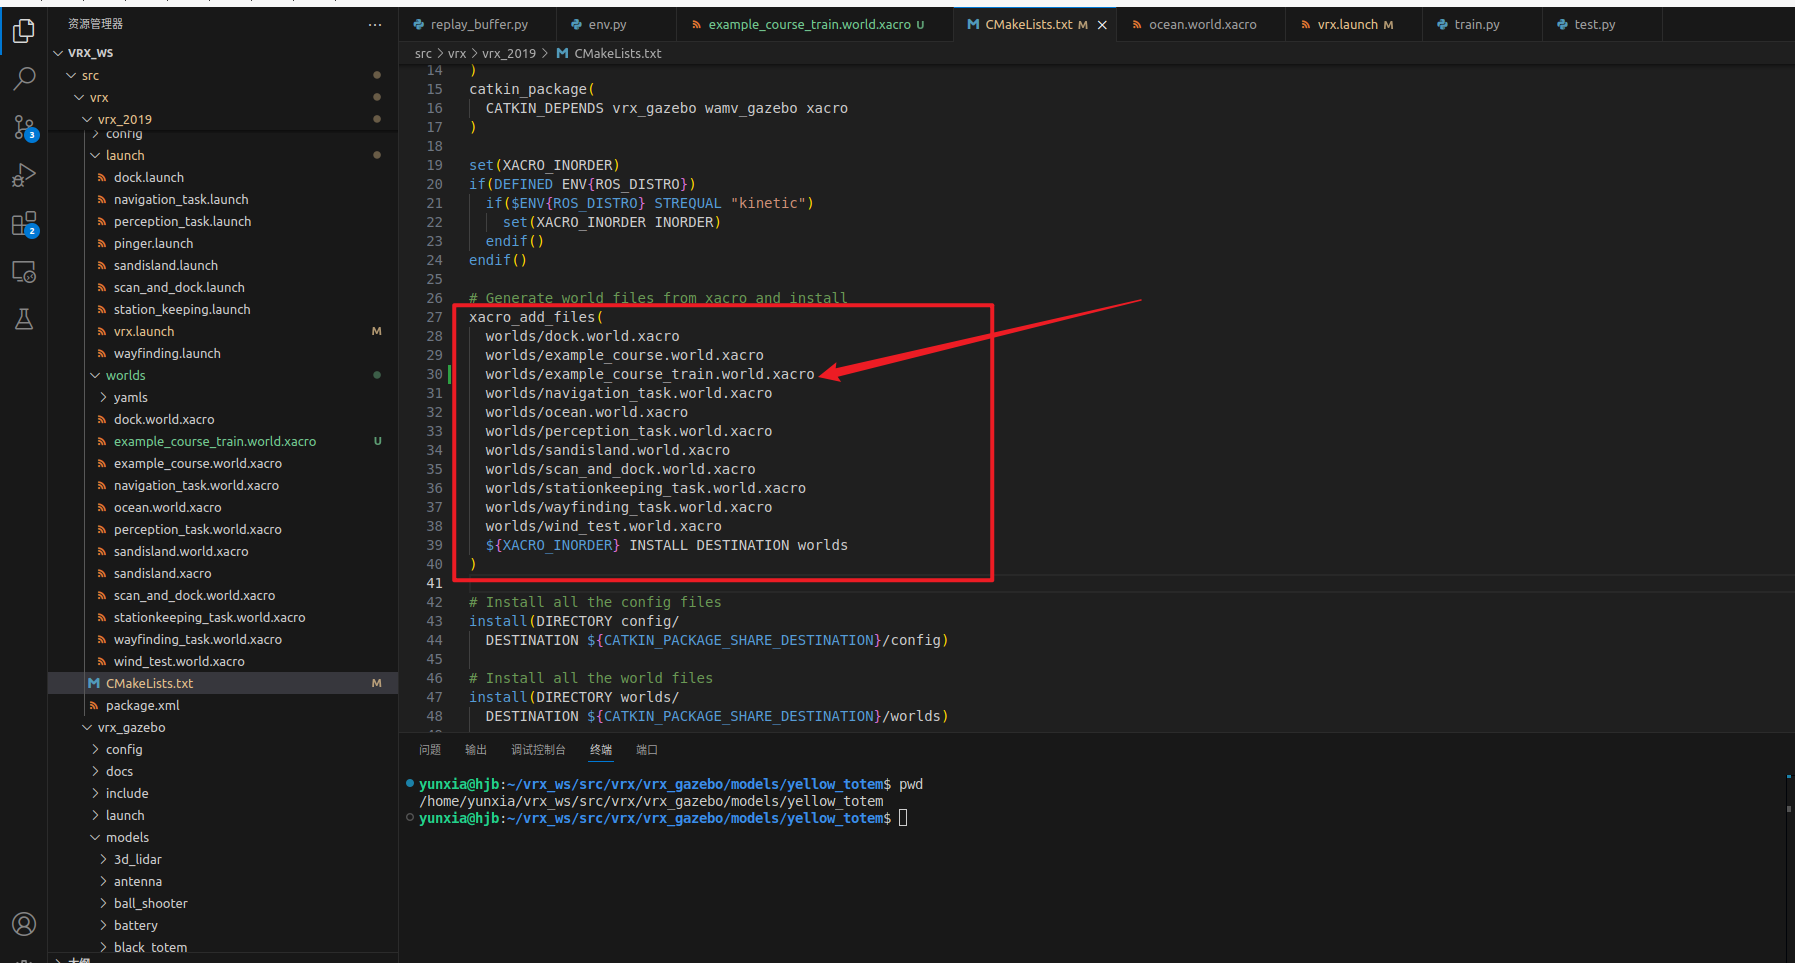 资源管理器
replay_buffer.py
env.py
example_course_train.world.xacro U
CMakeLists.txt M
ocean.world.xacro
vrx.launch M
train.py
test.py
src > vrx > vrx_2019 > CMakeLists.txt
VRX_WS
src
vrx
vrx_2019
config
launch
dock.launch
navigation_task.launch
perception_task.launch
pinger.launch
sandisland.launch
scan_and_dock.launch
station_keeping.launch
vrx.launch M
wayfinding.launch
worlds
yamls
dock.world.xacro
example_course_train.world.xacro U
example_course.world.xacro
navigation_task.world.xacro
ocean.world.xacro
perception_task.world.xacro
sandisland.world.xacro
sandisland.xacro
scan_and_dock.world.xacro
stationkeeping_task.world.xacro
wayfinding_task.world.xacro
wind_test.world.xacro
CMakeLists.txt M
package.xml
vrx_gazebo
config
docs
include
launch
models
3d_lidar
antenna
ball_shooter
battery
black_totem
大纲
3
2
14 )
15 catkin_package(
16 CATKIN_DEPENDS vrx_gazebo wamv_gazebo xacro
17 )
18
19 set(XACRO_INORDER)
20 if(DEFINED ENV{ROS_DISTRO})
21 if($ENV{ROS_DISTRO} STREQUAL "kinetic")
22 set(XACRO_INORDER INORDER)
23 endif()
24 endif()
25
26 # Generate world files from xacro and install
27 xacro_add_files(
28 worlds/dock.world.xacro
29 worlds/example_course.world.xacro
30 worlds/example_course_train.world.xacro
31 worlds/navigation_task.world.xacro
32 worlds/ocean.world.xacro
33 worlds/perception_task.world.xacro
34 worlds/sandisland.world.xacro
35 worlds/scan_and_dock.world.xacro
36 worlds/stationkeeping_task.world.xacro
37 worlds/wayfinding_task.world.xacro
38 worlds/wind_test.world.xacro
39 ${XACRO_INORDER} INSTALL DESTINATION worlds
40 )
41
42 # Install all the config files
43 install(DIRECTORY config/
44 DESTINATION ${CATKIN_PACKAGE_SHARE_DESTINATION}/config)
45
46 # Install all the world files
47 install(DIRECTORY worlds/
48 DESTINATION ${CATKIN_PACKAGE_SHARE_DESTINATION}/worlds)
问题 输出 调试控制台 终端 端口
yunxia@hjb:~/vrx_ws/src/vrx/vrx_gazebo/models/yellow_totem$ pwd
/home/yunxia/vrx_ws/src/vrx/vrx_gazebo/models/yellow_totem
yunxia@hjb:~/vrx_ws/src/vrx/vrx_gazebo/models/yellow_totem$